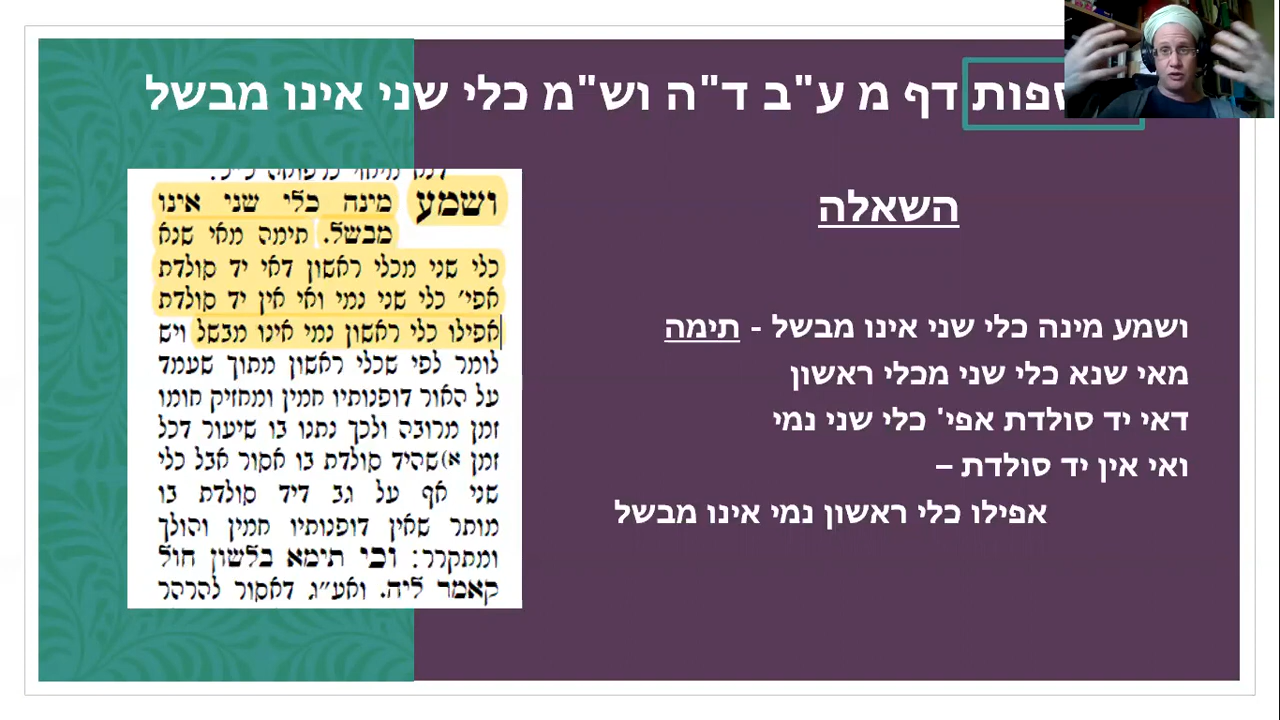 דף מ ע"ב ד"ה וש"מ כלי שני אינו מבשל
השאלה
ושמע מינה כלי שני אינו מבשל - תימה
מאי שנא כלי שני מכלי ראשון
דאי יד סולדת אפי' כלי שני נמי
ואי אין יד סולדת –
אפילו כלי ראשון נמי אינו מבשל
ושמע מינה כלי שני אינו
מבשל. תימה מאי שנא
כלי שני מכלי ראשון דאי יד סולדת
אפי' כלי שני נמי ואי אין יד סולדת
אפילו כלי ראשון נמי אינו מבשל ויש
לומר לפי שכלי ראשון מתוך שעמד
על האור דופנותיו חמין ומחזיק חומו
זמן מרובה ולכך נתנו בו שיעור דכל
זמן א)שהיד סולדת בו אסור אבל כלי
שני אף על גב דיד סולדת בו
מותר שאין דופנותיו חמין והולך
ומתקרר: וכי תימא בלשון חול
קאמר ליה. ואע"ג דאסור להרהר